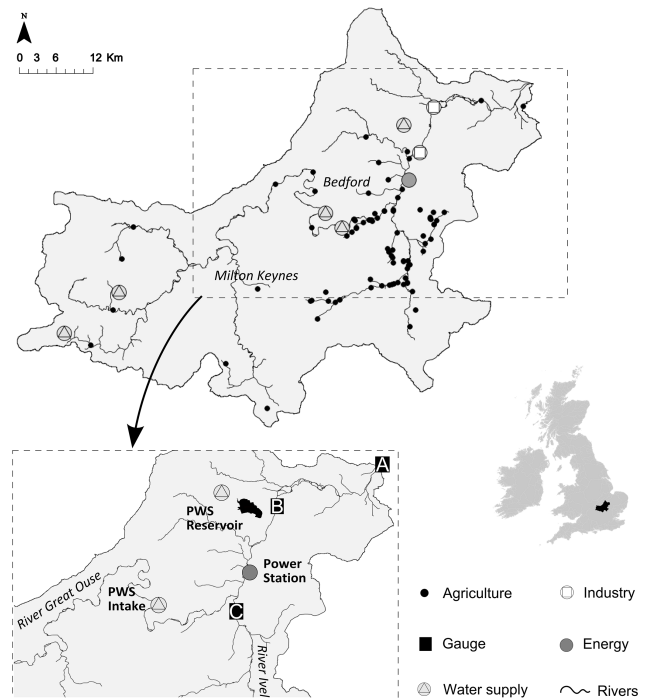 N
0 3 6 12 Km
Bedford
Milton Keynes
A
PWS
Reservoir
B
Power
Station
River Great Ouse
PWS
Intake
C
River Ivel
Agriculture
Industry
Gauge
Energy
Water supply
Rivers